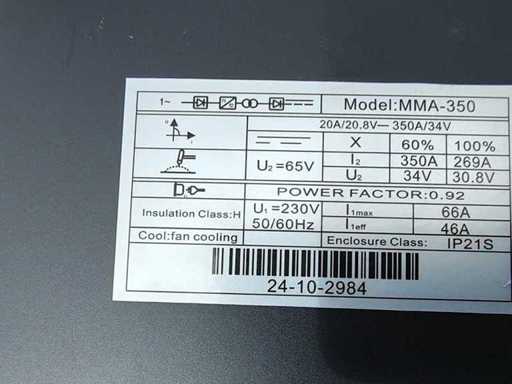 1~ Model:MMA-350
20A/20.8V— 350A/34V
X 60% 100%
U₂=65V I₂ 350A 269A
U₂ 34V 30.8V
POWER FACTOR:0.92
Insulation Class:H U₁=230V I₁max 66A
50/60Hz I₁eff 46A
Cool:fan cooling Enclosure Class: IP21S
24-10-2984